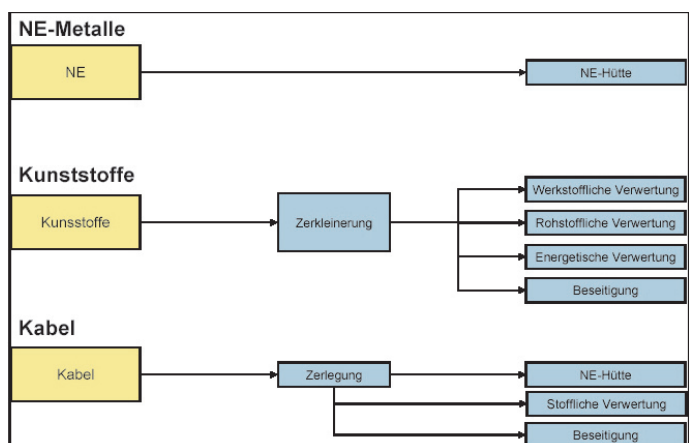 NE-Metalle
NE
NE-Hütte
Kunststoffe
Kunsstoffe
Zerkleinerung
Werkstoffliche Verwertung
Rohstoffliche Verwertung
Energetische Verwertung
Beseitigung
Kabel
Kabel
Zerlegung
NE-Hütte
Stoffliche Verwertung
Beseitigung